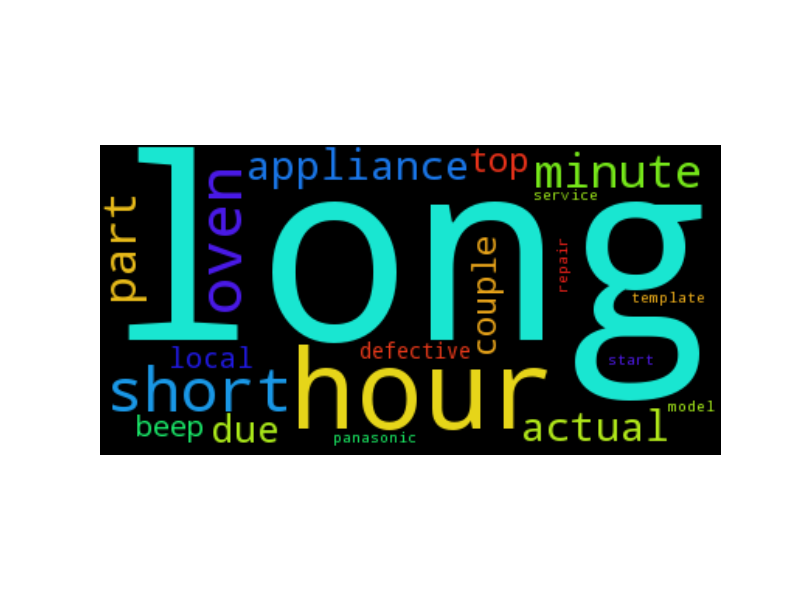 long
appliance
top
minute
service
part
oven
couple
repair
template
local
defective
start
short
hour
model
beep
due
panasonic
actual